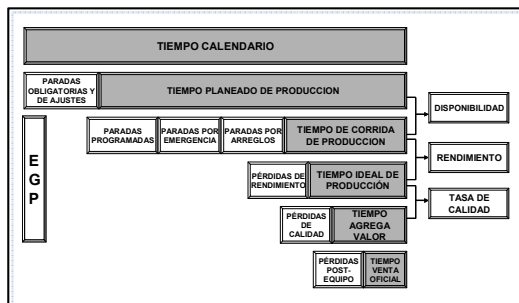 TIEMPO CALENDARIO
PARADAS
OBLIGATORIAS Y
DE AJUSTES
TIEMPO PLANEADO DE PRODUCCION
DISPONIBILIDAD
PARADAS
PROGRAMADAS
PARADAS POR
EMERGENCIA
PARADAS POR
ARREGLOS
TIEMPO DE CORRIDA
DE PRODUCCION
E
G
P
RENDIMIENTO
PÉRDIDAS DE
RENDIMIENTO
TIEMPO IDEAL DE
PRODUCCIÓN
TASA DE
CALIDAD
PÉRDIDAS
DE
CALIDAD
TIEMPO
AGREGA
VALOR
PÉRDIDAS
POST-
EQUIPO
TIEMPO
VENTA
OFICIAL